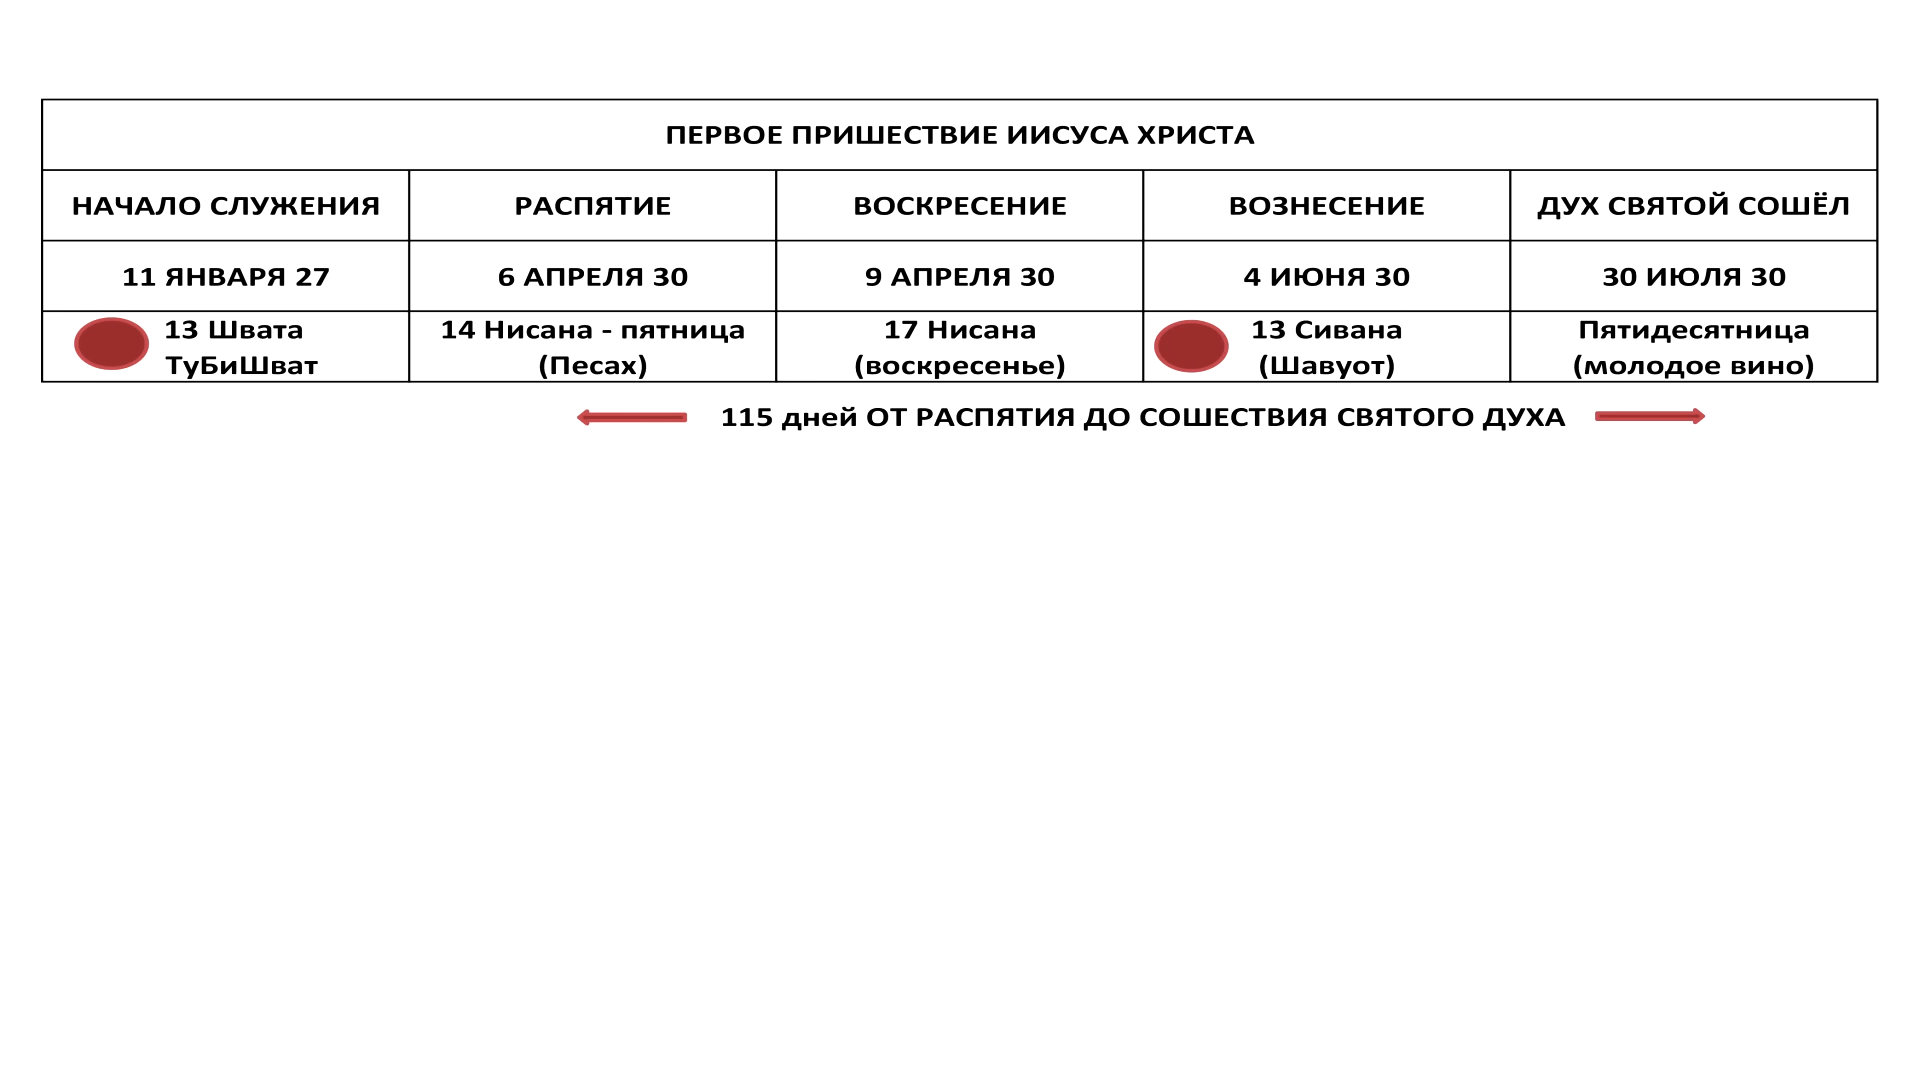 ПЕРВОЕ ПРИШЕСТВИЕ ИИСУСА ХРИСТА
НАЧАЛО СЛУЖЕНИЯ
РАСПЯТИЕ
ВОСКРЕСЕНИЕ
ВОЗНЕСЕНИЕ
ДУХ СВЯТОЙ СОШЁЛ
11 ЯНВАРЯ 27
6 АПРЕЛЯ 30
9 АПРЕЛЯ 30
4 ИЮНЯ 30
30 ИЮЛЯ 30
13 Швата
ТуБиШват
14 Нисана - пятница
(Песах)
17 Нисана
(воскресенье)
13 Сивана
(Шавуот)
Пятидесятница
(молодое вино)
115 дней ОТ РАСПЯТИЯ ДО СОШЕСТВИЯ СВЯТОГО ДУХА